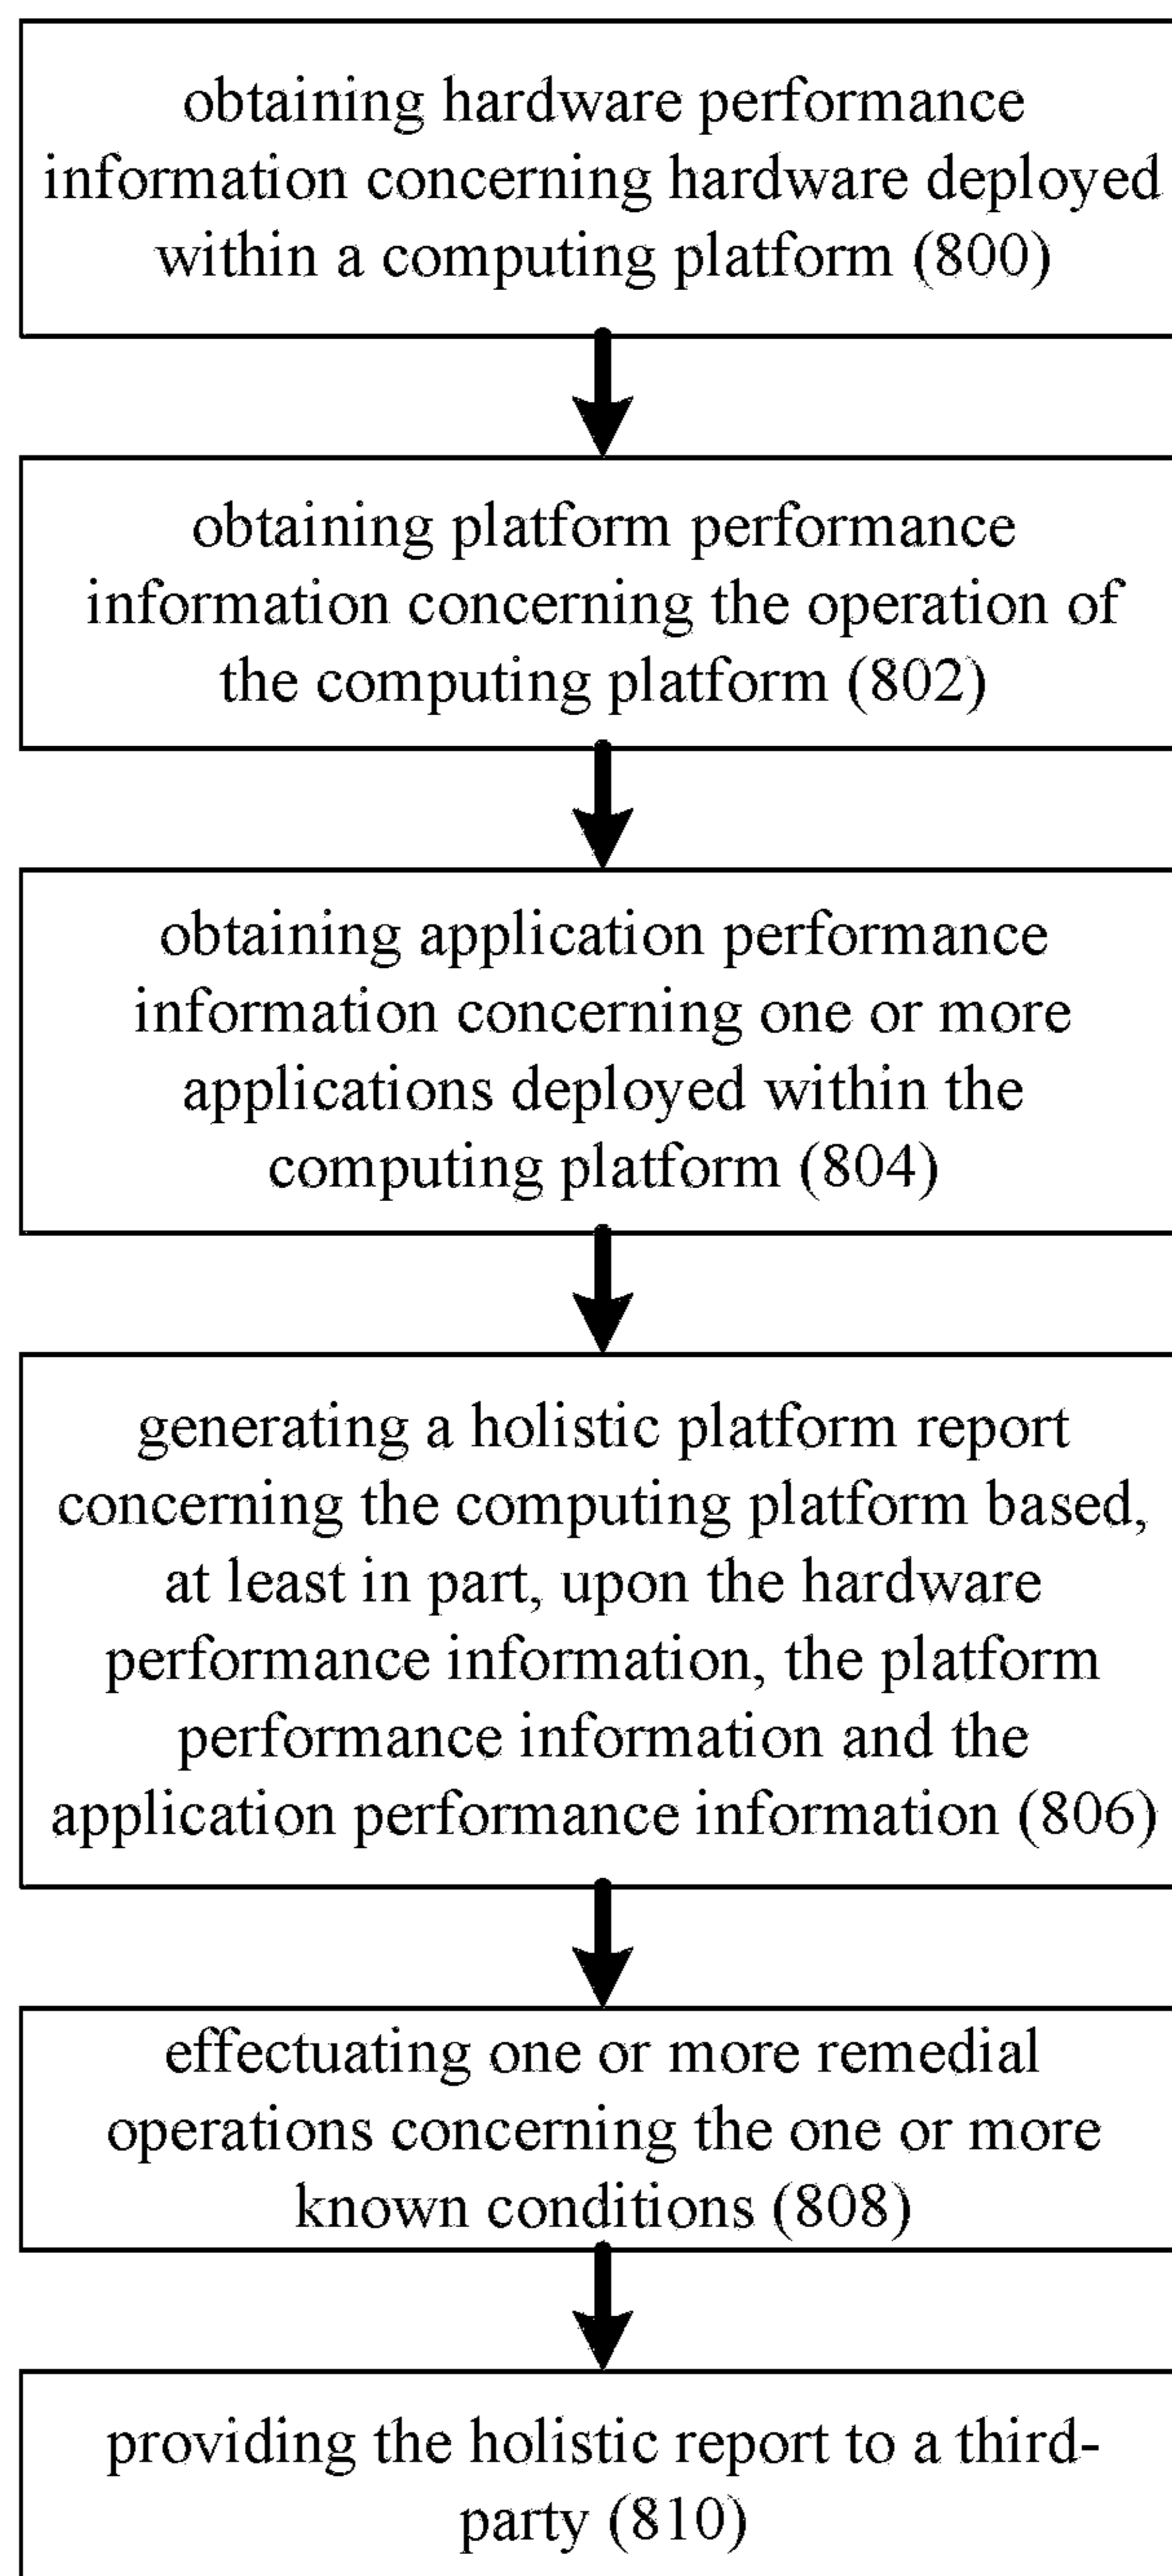 obtaining hardware performance
information concerning hardware deployed
within a computing platform (800)
obtaining platform performance
information concerning the operation of
the computing platform (802)
obtaining application performance
information concerning one or more
applications deployed within the
computing platform (804)
generating a holistic platform report
concerning the computing platform based,
at least in part, upon the hardware
performance information, the platform
performance information and the
application performance information (806)
effectuating one or more remedial
operations concerning the one or more
known conditions (808)
providing the holistic report to a third-
party (810)